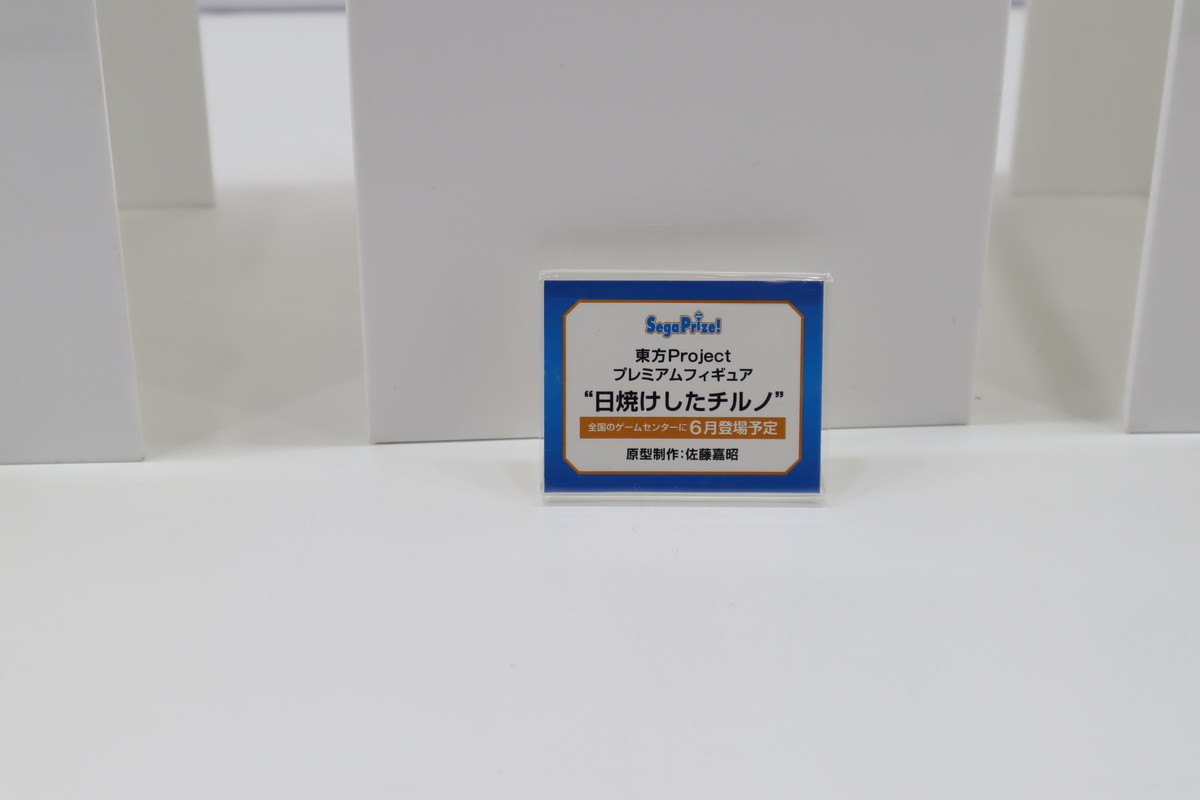 SegaPrize!
東方Project
プレミアムフィギュア
“日焼けしたチルノ”
全国のゲームセンターに6月登場予定
原型制作:佐藤嘉昭